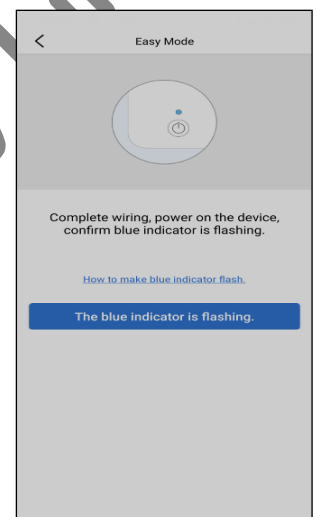 Easy Mode
Complete wiring, power on the device,
confirm blue indicator is flashing.
How to make blue indicator flash.
The blue indicator is flashing.